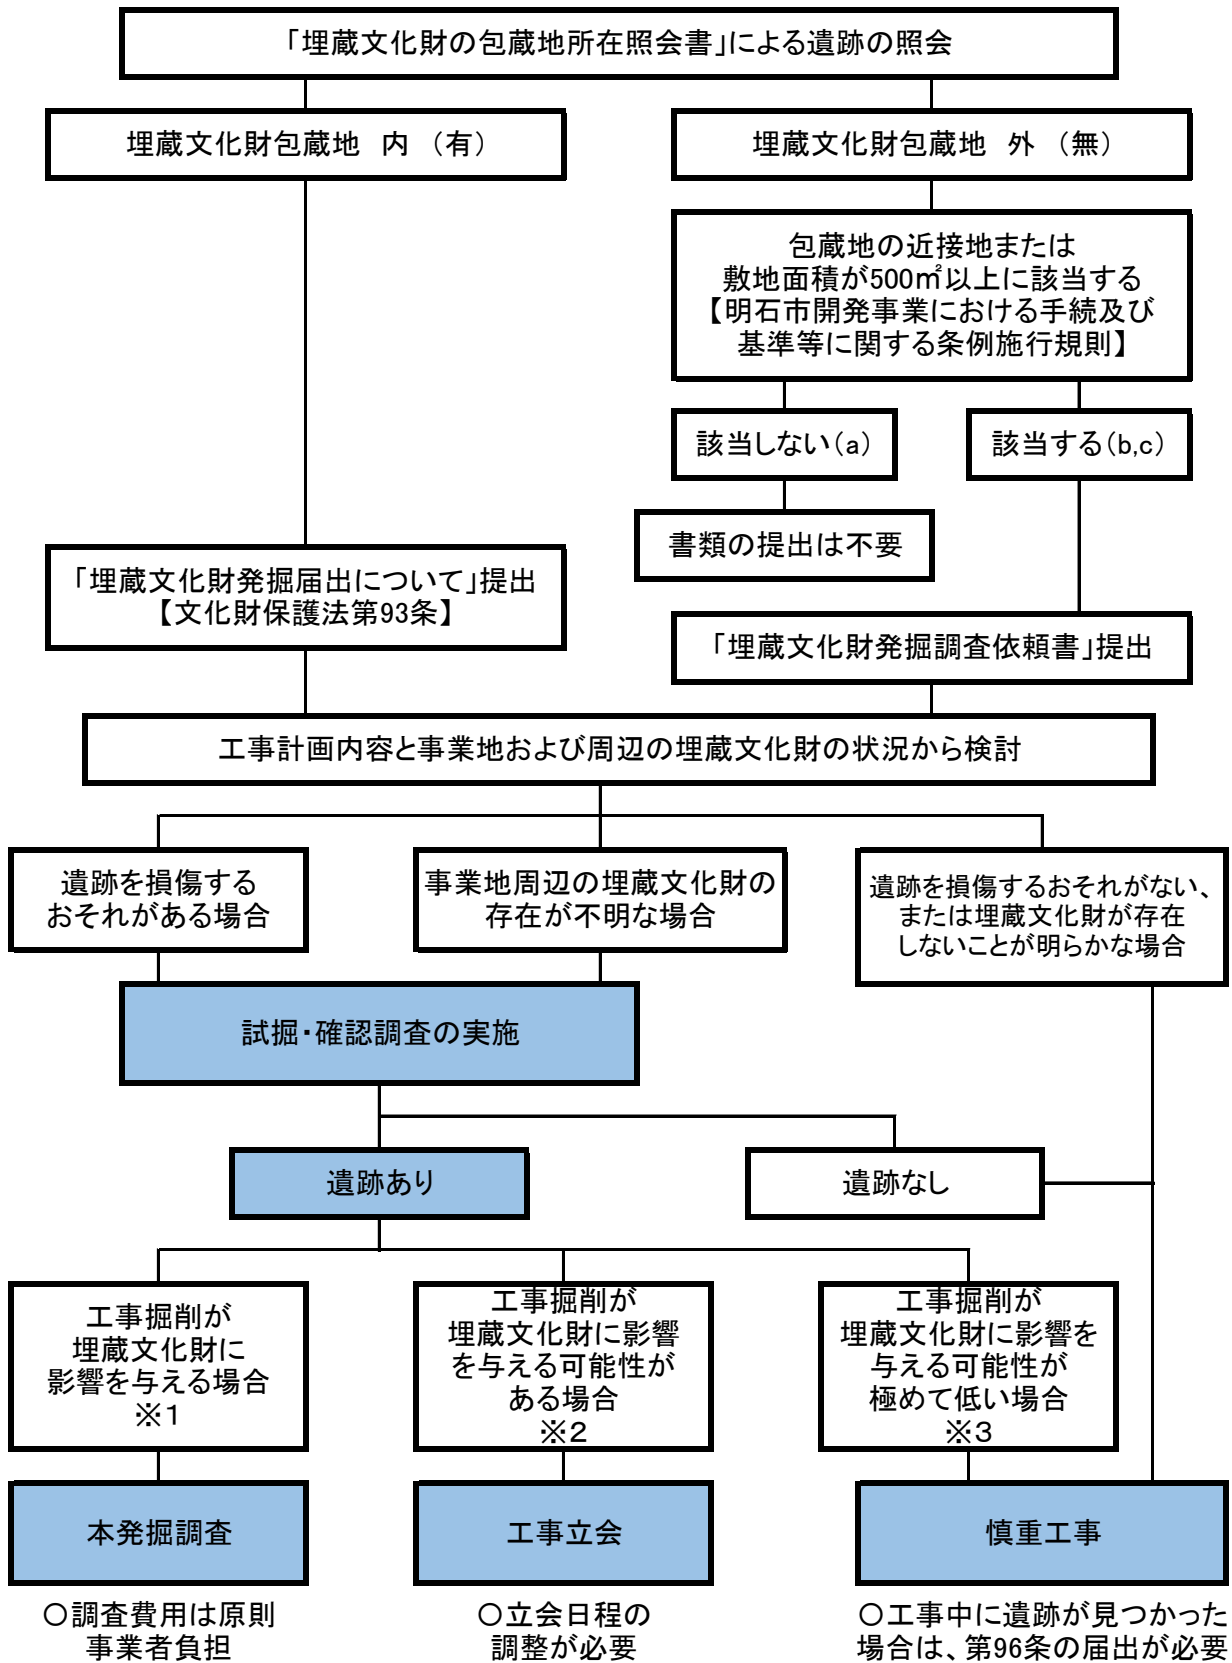 「埋蔵文化財の包蔵地所在照会書」による遺跡の照会
埋蔵文化財包蔵地　内　（有）
埋蔵文化財包蔵地　外　（無）
包蔵地の近接地または
敷地面積が500㎡以上に該当する
【明石市開発事業における手続及び
基準等に関する条例施行規則】
該当しない（a）
該当する（b,c）
書類の提出は不要
「埋蔵文化財発掘届出について」提出
【文化財保護法第93条】
「埋蔵文化財発掘調査依頼書」提出
工事計画内容と事業地および周辺の埋蔵文化財の状況から検討
遺跡を損傷する
おそれがある場合
事業地周辺の埋蔵文化財の
存在が不明な場合
遺跡を損傷するおそれがない、
または埋蔵文化財が存在
しないことが明らかな場合
試掘・確認調査の実施
遺跡あり
遺跡なし
工事掘削が
埋蔵文化財に
影響を与える場合
※1
工事掘削が
埋蔵文化財に影響
を与える可能性が
ある場合
※2
工事掘削が
埋蔵文化財に影響を
与える可能性が
極めて低い場合
※3
本発掘調査
工事立会
慎重工事
○調査費用は原則
事業者負担
○立会日程の
調整が必要
○工事中に遺跡が見つかった
場合は、第96条の届出が必要